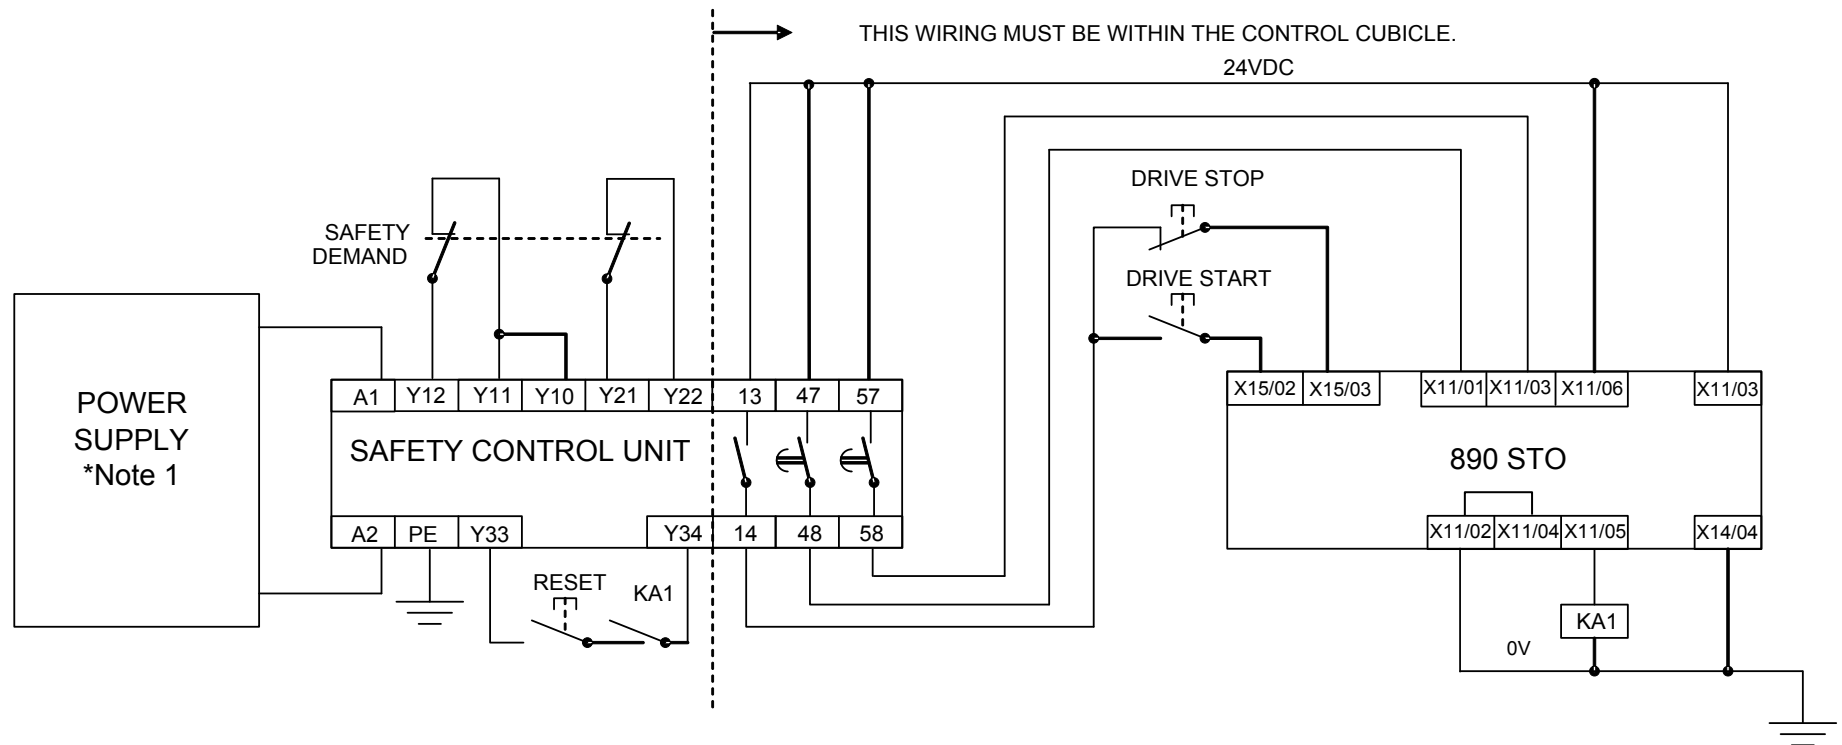 THIS WIRING MUST BE WITHIN THE CONTROL CUBICLE.
24VDC
DRIVE STOP
SAFETY
DEMAND
DRIVE START
POWER
SUPPLY
*Note 1
A1 Y12 Y11 Y10 Y21 Y22 13 47 57
X15/02 X15/03 X11/01 X11/03 X11/06 X11/03
SAFETY CONTROL UNIT
890 STO
A2 PE Y33 Y34 14 48 58
X11/02 X11/04 X11/05 X14/04
RESET
KA1
KA1
0V